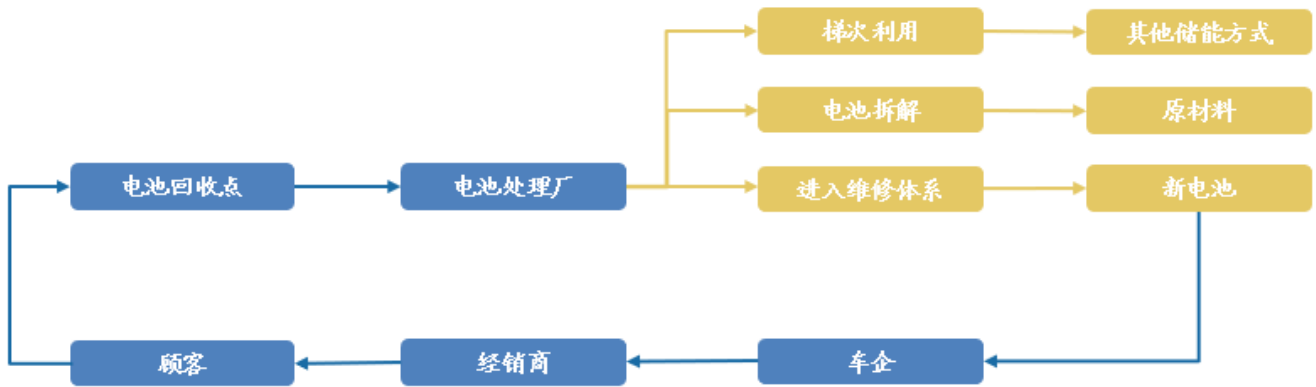 梯次利用
其他储能方式
电池拆解
原材料
电池回收点
电池处理厂
进入维修体系
新电池
顾客
经销商
车企